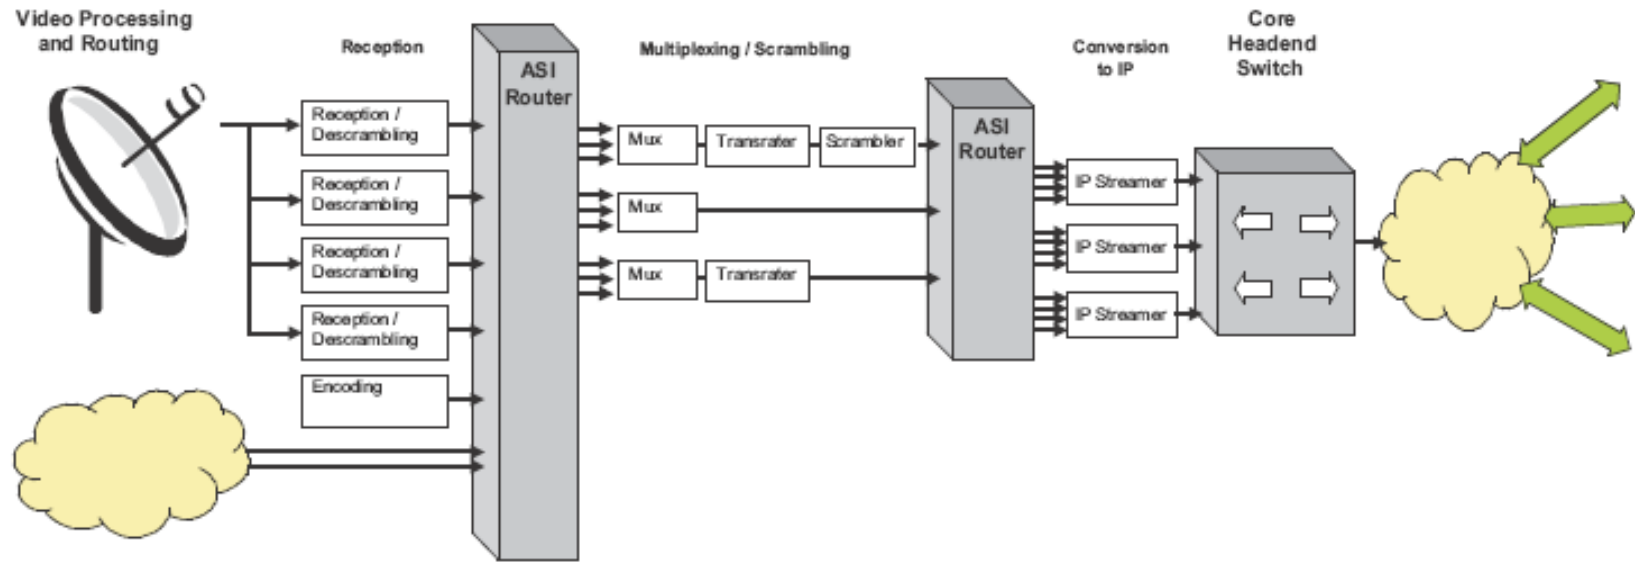 Video Processing
and Routing
Reception
Multiplexing / Scrambling
Conversion
to IP
Core
Headend
Switch
ASI
Router
Reception /
Descrambling
Reception /
Descrambling
Reception /
Descrambling
Reception /
Descrambling
Encoding
Mux
Transrater
Scrambler
Mux
Mux
Transrater
ASI
Router
IP Streamer
IP Streamer
IP Streamer